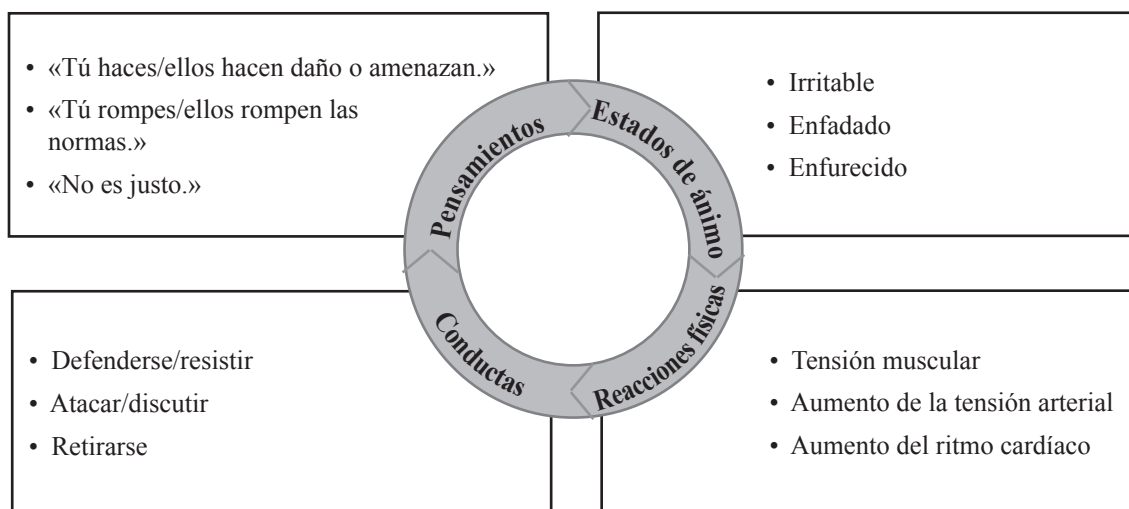 • «Tú haces/ellos hacen daño o amenazan.»
• «Tú rompes/ellos rompen las
normas.»
• «No es justo.»
Pensamientos
Estados de ánimo
• Irritable
• Enfadado
• Enfurecido
• Defenderse/resistir
• Atacar/discutir
• Retirarse
Conductas
Reacciones físicas
• Tensión muscular
• Aumento de la tensión arterial
• Aumento del ritmo cardíaco